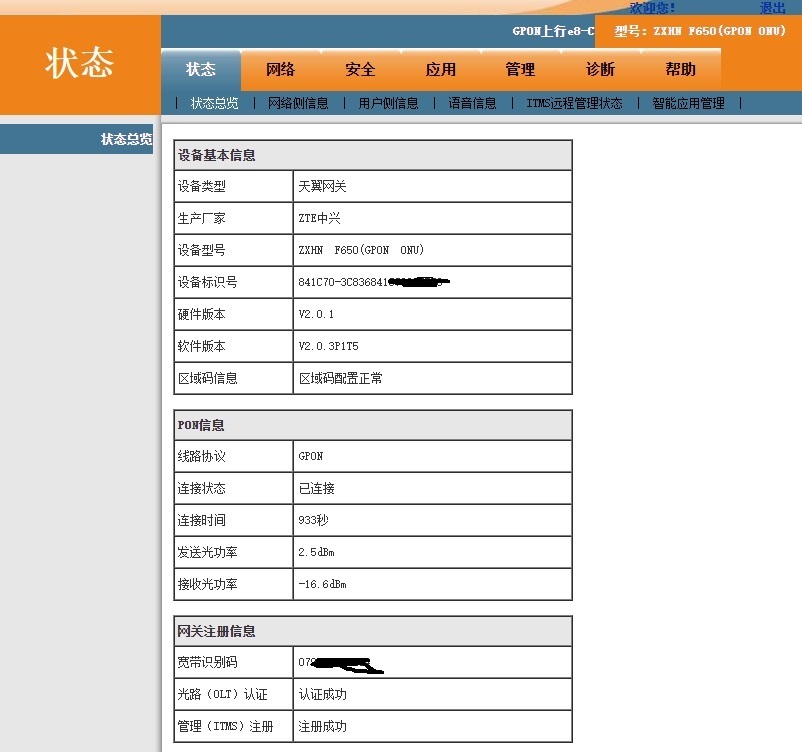 欢迎您! 退出
GPON上行e8-C 型号: ZXHN F650(GPON ONU)
状态
状态 网络 安全 应用 管理 诊断 帮助
状态总览 | 网络侧信息 | 用户侧信息 | 语音信息 | ITMS远程管理状态 | 智能应用管理 |
状态总览
设备基本信息
设备类型 天翼网关
生产厂家 ZTE中兴
设备型号 ZXHN F650(GPON ONU)
设备标识号 841C70-3C836841
硬件版本 V2.0.1
软件版本 V2.0.3P1T5
区域码信息 区域码配置正常
PON信息
线路协议 GPON
连接状态 已连接
连接时间 933秒
发送光功率 2.5dBm
接收光功率 -16.6dBm
网关注册信息
宽带识别码 07
光路（OLT）认证 认证成功
管理（ITMS）注册 注册成功